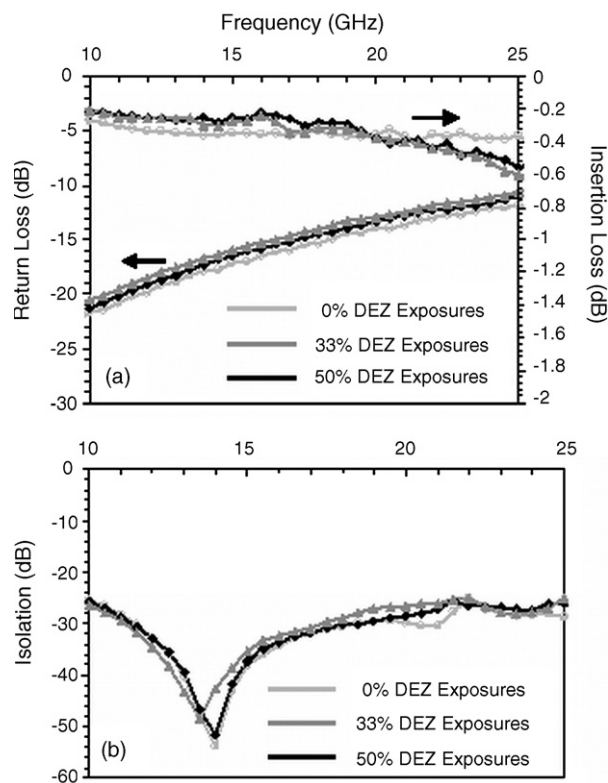 Frequency (GHz)
10 15 20 25
0
-5
-10
-15
-20
-25
-30
Return Loss (dB)
0
-0.2
-0.4
-0.6
-0.8
-1
-1.2
-1.4
-1.6
-1.8
-2
Insertion Loss (dB)
0% DEZ Exposures
33% DEZ Exposures
50% DEZ Exposures
(a)
10 15 20 25
0
-10
-20
-30
-40
-50
-60
Isolation (dB)
0% DEZ Exposures
33% DEZ Exposures
50% DEZ Exposures
(b)